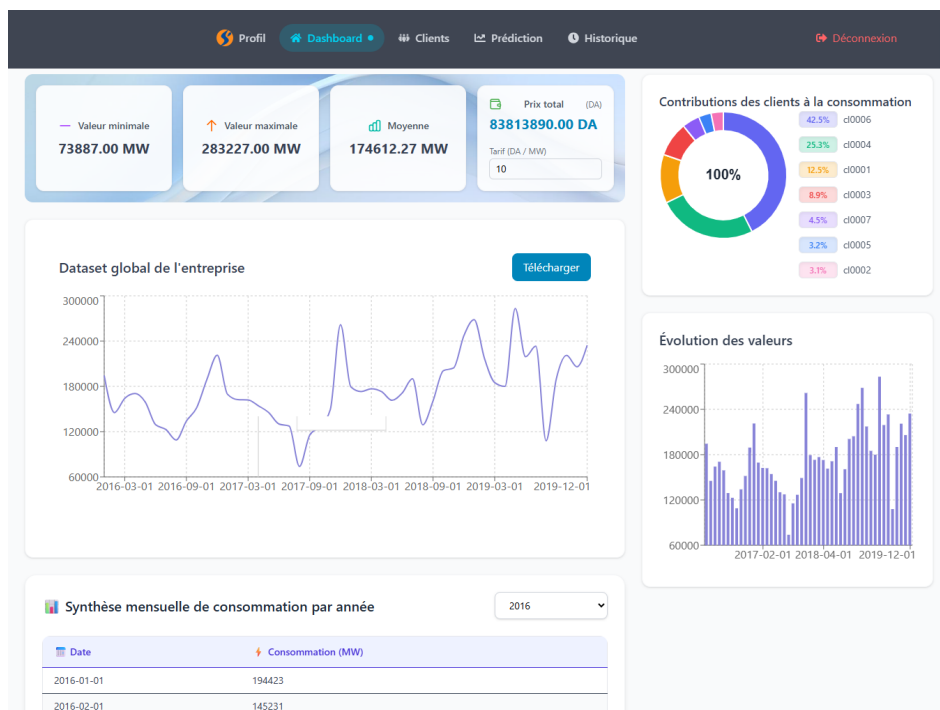 Profil Dashboard Clients Prédiction Historique Déconnexion
Valeur minimale
73887.00 MW
Valeur maximale
283227.00 MW
Moyenne
174612.27 MW
Prix total (DA)
83813890.00 DA
Tarif (DA / MW)
10
Contributions des clients à la consommation
100%
42.5% cl0006
25.3% cl0004
12.5% cl0001
8.9% cl0003
4.5% cl0007
3.2% cl0005
3.1% cl0002
Dataset global de l'entreprise
Télécharger
300000
240000
180000
120000
60000
2016-03-01 2016-09-01 2017-03-01 2017-09-01 2018-03-01 2018-09-01 2019-03-01 2019-12-01
Évolution des valeurs
300000
240000
180000
120000
60000
2017-02-01 2018-04-01 2019-12-01
Synthèse mensuelle de consommation par année
2016
Date Consommation (MW)
2016-01-01 194423
2016-02-01 145231